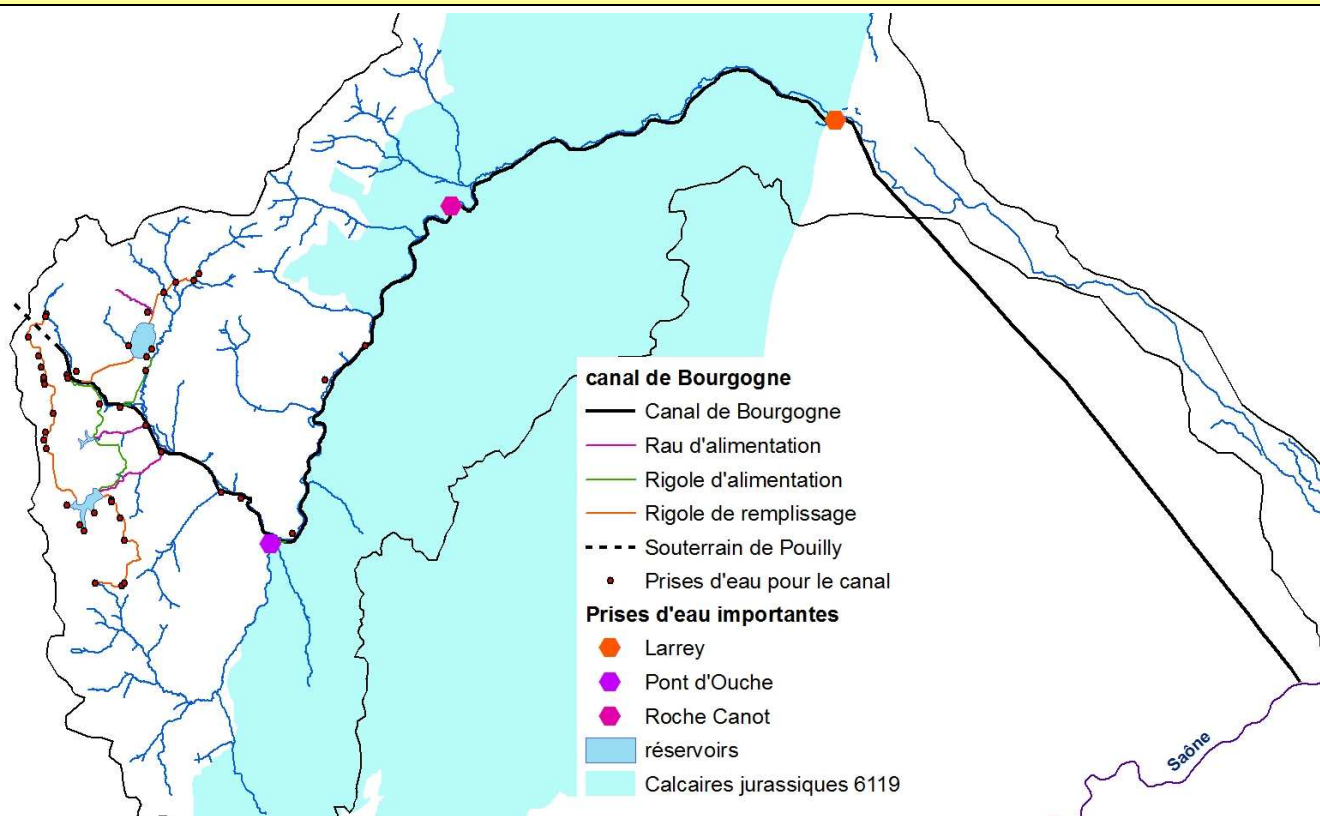 canal de Bourgogne
Canal de Bourgogne
Rau d'alimentation
Rigole d'alimentation
Rigole de remplissage
Souterrain de Pouilly
Prises d'eau pour le canal
Prises d'eau importantes
Larrey
Pont d'Ouche
Roche Canot
réservoirs
Calcaires jurassiques 6119
Saône